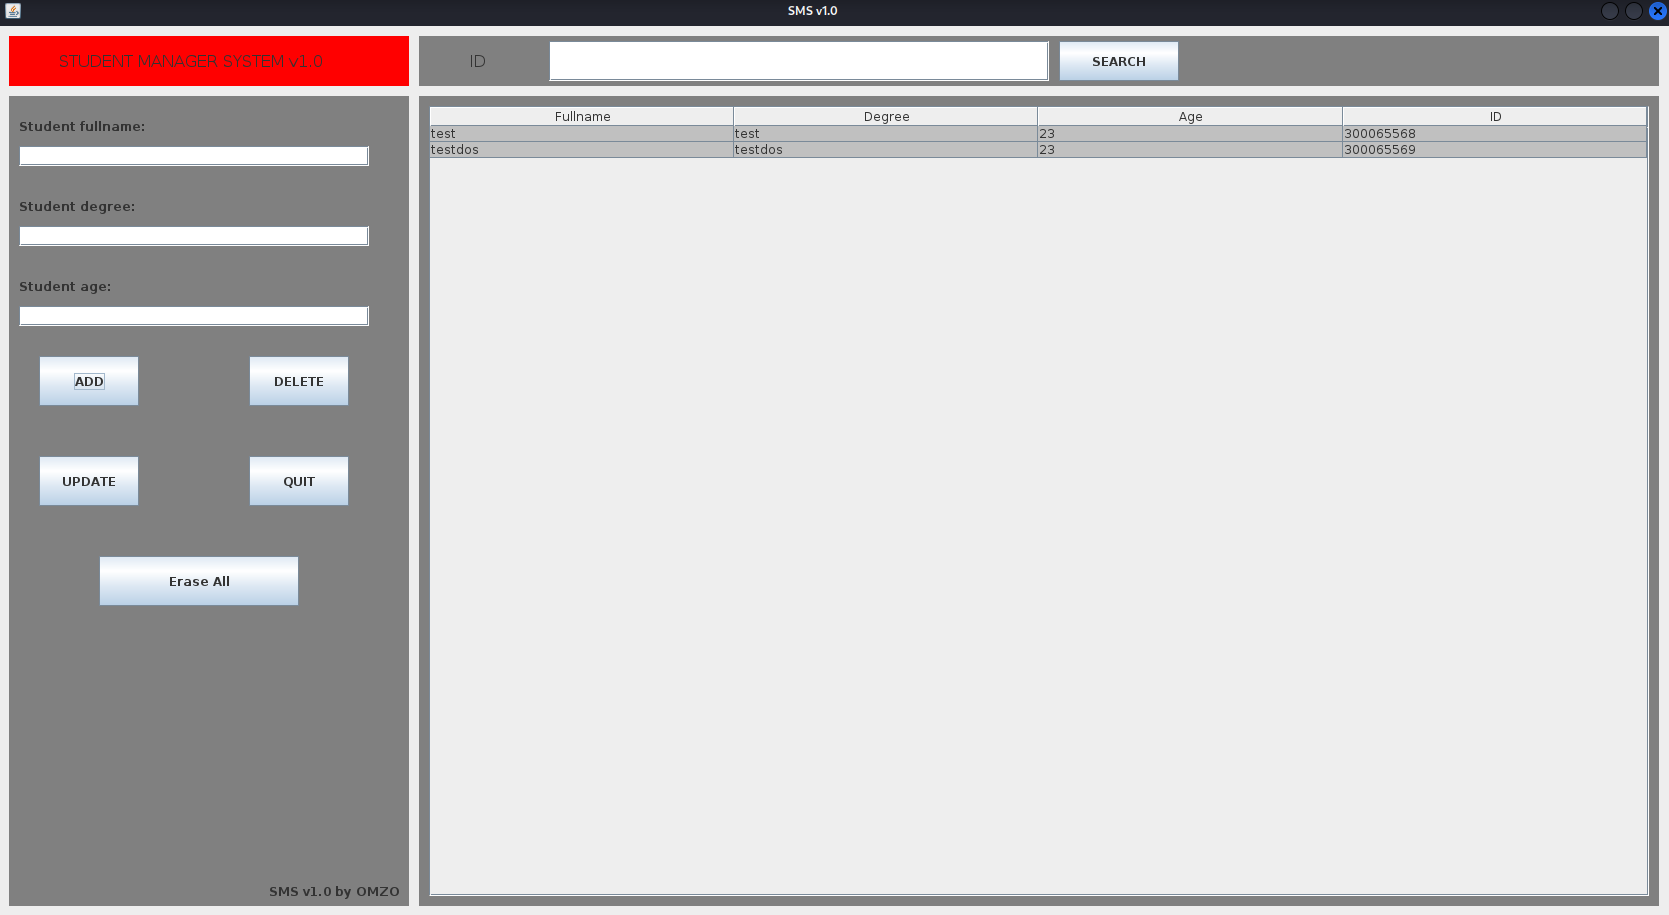 SMS v1.0
STUDENT MANAGER SYSTEM v1.0
ID
SEARCH
Student fullname:
Student degree:
Student age:
ADD
DELETE
UPDATE
QUIT
Erase All
SMS v1.0 by OMZO
Fullname Degree Age ID
test test 23 300065568
testdos testdos 23 300065569